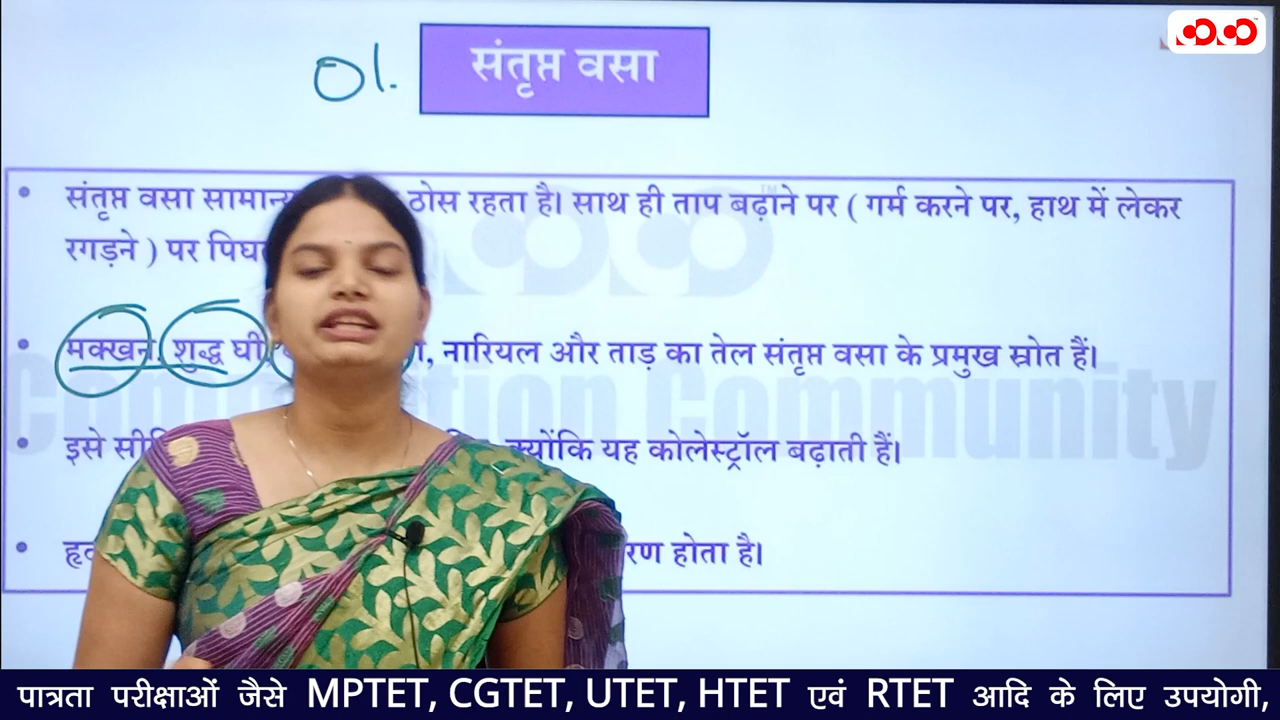 01. संतृप्त वसा
संतृप्त वसा ठोस रहता है। साथ ही ताप बढ़ाने पर ( गर्म करने पर, हाथ में लेकर
रगड़ने ) पर
मक्खन, शुद्ध घी , नारियल और ताड़ का तेल संतृप्त वसा के प्रमुख स्रोत हैं।
इसे क्योंकि यह कोलेस्ट्रॉल बढ़ाती हैं।
होता है।
Community
पात्रता परीक्षाओं जैसे MPTET, CGTET, UTET, HTET एवं RTET आदि के लिए उपयोगी,